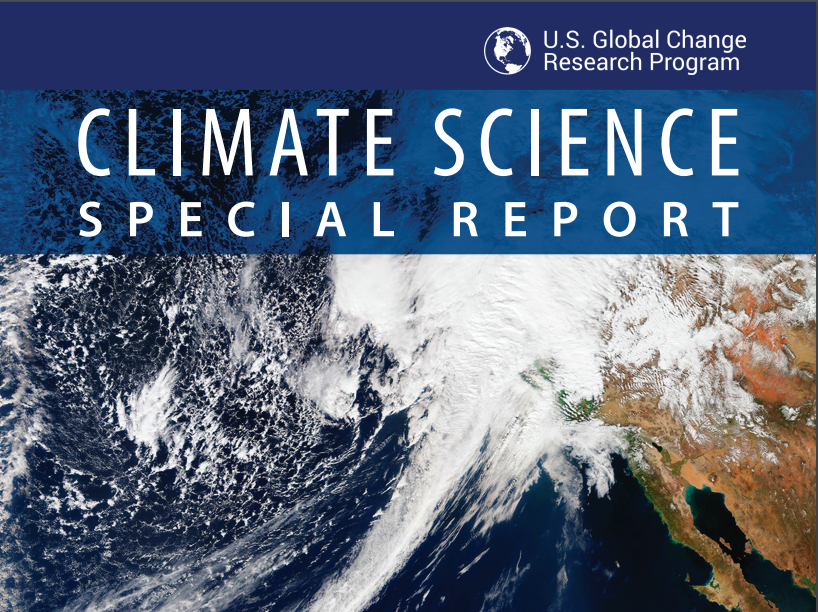 U.S. Global Change
Research Program
CLIMATE SCIENCE
SPECIAL REPORT